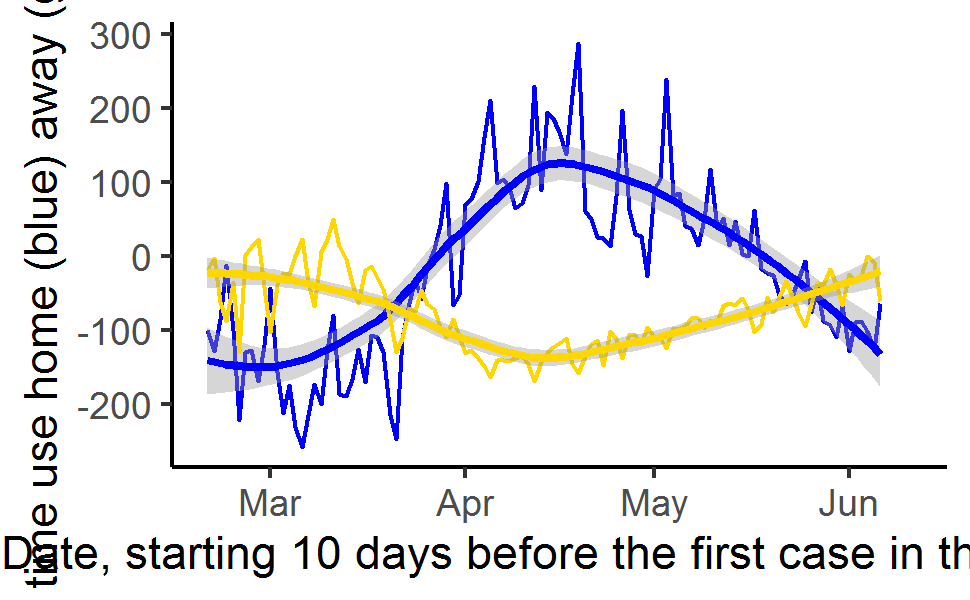 time use home (blue) away (
300
200
100
0
-100
-200
Mar Apr May Jun
Date, starting 10 days before the first case in th